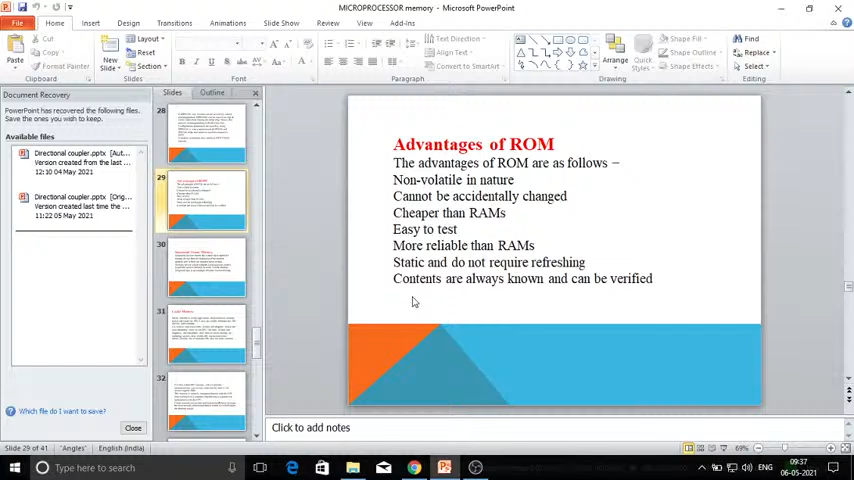 MICROPROCESSOR memory - Microsoft PowerPoint
File Home Insert Design Transitions Animations Slide Show Review View Add-Ins
Paste
Cut
Copy
Format Painter
Clipboard
New Slide
Layout
Reset
Section
Slides
Font
Text Direction
Align Text
Convert to SmartArt
Paragraph
Arrange
Quick Styles
Shape Fill
Shape Outline
Shape Effects
Drawing
Find
Replace
Select
Editing
Document Recovery
PowerPoint has recovered the following files.
Save the ones you wish to keep.
Available files
Directional coupler.pptx [Aut...
Version created from the last ...
12:10 04 May 2021
Directional coupler.pptx [Orig...
Version created last time the ...
11:22 05 May 2021
Which file do I want to save?
Close
Slides Outline
28
29
30
31
32
Advantages of ROM
The advantages of ROM are as follows −
Non-volatile in nature
Cannot be accidentally changed
Cheaper than RAMs
Easy to test
More reliable than RAMs
Static and do not require refreshing
Contents are always known and can be verified
Click to add notes
Slide 29 of 41 "Angles" English (India) 69%
Type here to search
ENG
09:37
06-05-2021